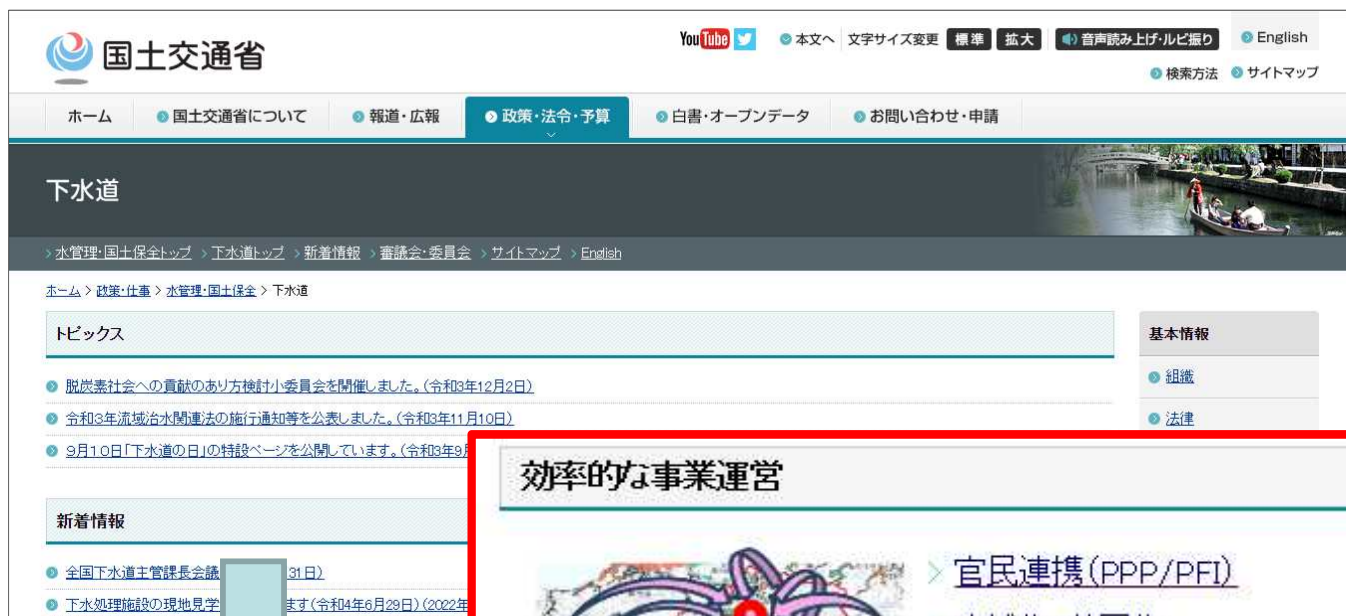 国土交通省
YouTube 本文へ 文字サイズ変更 標準 拡大 音声読み上げ・ルビ振り English
検索方法 サイトマップ
ホーム 国土交通省について 報道・広報 政策・法令・予算 白書・オープンデータ お問い合わせ・申請
下水道
>水管理・国土保全トップ >下水道トップ >新着情報 >審議会・委員会 >サイトマップ >English
ホーム > 政策・仕事 > 水管理・国土保全 > 下水道
トピックス
基本情報
脱炭素社会への貢献のあり方検討小委員会を開催しました。(令和3年12月2日)
組織
令和3年流域治水関連法の施行通知等を公表しました。(令和3年11月10日)
法律
9月10日「下水道の日」の特設ページを公開しています。(令和3年9月
効率的な事業運営
新着情報
全国下水道主管課長会議 31日)
> 官民連携(PPP/PFI)
下水処理施設の現地見学 ます(令和4年6月29日)(2022年